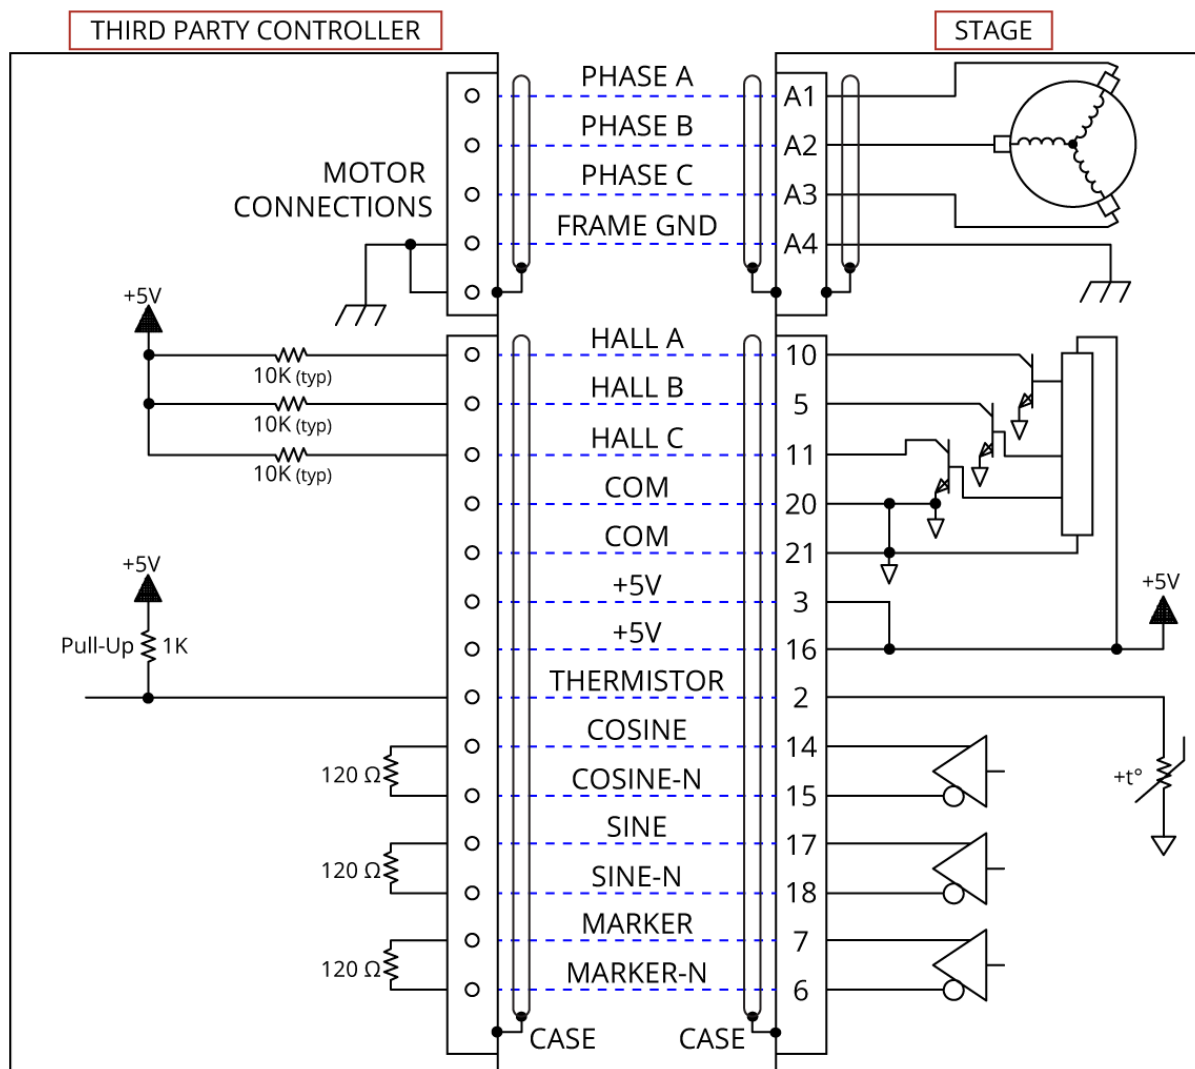 THIRD PARTY CONTROLLER
STAGE
PHASE A
A1
PHASE B
A2
MOTOR
CONNECTIONS
PHASE C
A3
FRAME GND
A4
+5V
HALL A
10
10K (typ)
HALL B
5
10K (typ)
HALL C
11
10K (typ)
COM
20
COM
21
+5V
+5V
3
+5V
Pull-Up
1K
+5V
16
THERMISTOR
2
COSINE
14
120 Ω
COSINE-N
15
+t°
SINE
17
120 Ω
SINE-N
18
MARKER
7
120 Ω
MARKER-N
6
CASE
CASE